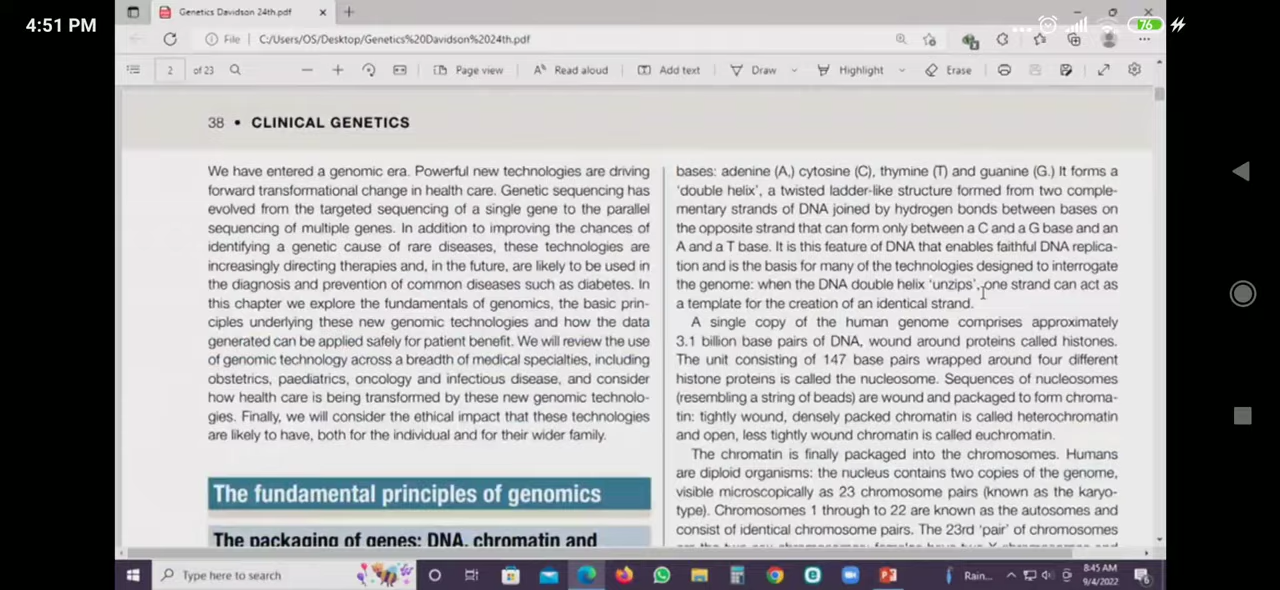 4:51 PM
76
Genetics Davidson 24th.pdf
File
C:/Users/OS/Desktop/Genetics%20Davidson%2024th.pdf
2 of 23
Page view
Read aloud
Add text
Draw
Highlight
Erase
38 • CLINICAL GENETICS
We have entered a genomic era. Powerful new technologies are driving
forward transformational change in health care. Genetic sequencing has
evolved from the targeted sequencing of a single gene to the parallel
sequencing of multiple genes. In addition to improving the chances of
identifying a genetic cause of rare diseases, these technologies are
increasingly directing therapies and, in the future, are likely to be used in
the diagnosis and prevention of common diseases such as diabetes. In
this chapter we explore the fundamentals of genomics, the basic prin-
ciples underlying these new genomic technologies and how the data
generated can be applied safely for patient benefit. We will review the use
of genomic technology across a breadth of medical specialties, including
obstetrics, paediatrics, oncology and infectious disease, and consider
how health care is being transformed by these new genomic technolo-
gies. Finally, we will consider the ethical impact that these technologies
are likely to have, both for the individual and for their wider family.
The fundamental principles of genomics
The packaging of genes: DNA, chromatin and
bases: adenine (A,) cytosine (C), thymine (T) and guanine (G.) It forms a
‘double helix’, a twisted ladder-like structure formed from two comple-
mentary strands of DNA joined by hydrogen bonds between bases on
the opposite strand that can form only between a C and a G base and an
A and a T base. It is this feature of DNA that enables faithful DNA replica-
tion and is the basis for many of the technologies designed to interrogate
the genome: when the DNA double helix ‘unzips’, one strand can act as
a template for the creation of an identical strand.
A single copy of the human genome comprises approximately
3.1 billion base pairs of DNA, wound around proteins called histones.
The unit consisting of 147 base pairs wrapped around four different
histone proteins is called the nucleosome. Sequences of nucleosomes
(resembling a string of beads) are wound and packaged to form chroma-
tin: tightly wound, densely packed chromatin is called heterochromatin
and open, less tightly wound chromatin is called euchromatin.
The chromatin is finally packaged into the chromosomes. Humans
are diploid organisms: the nucleus contains two copies of the genome,
visible microscopically as 23 chromosome pairs (known as the karyo-
type). Chromosomes 1 through to 22 are known as the autosomes and
consist of identical chromosome pairs. The 23rd ‘pair’ of chromosomes
Type here to search
Rain...
8:45 AM
9/4/2022